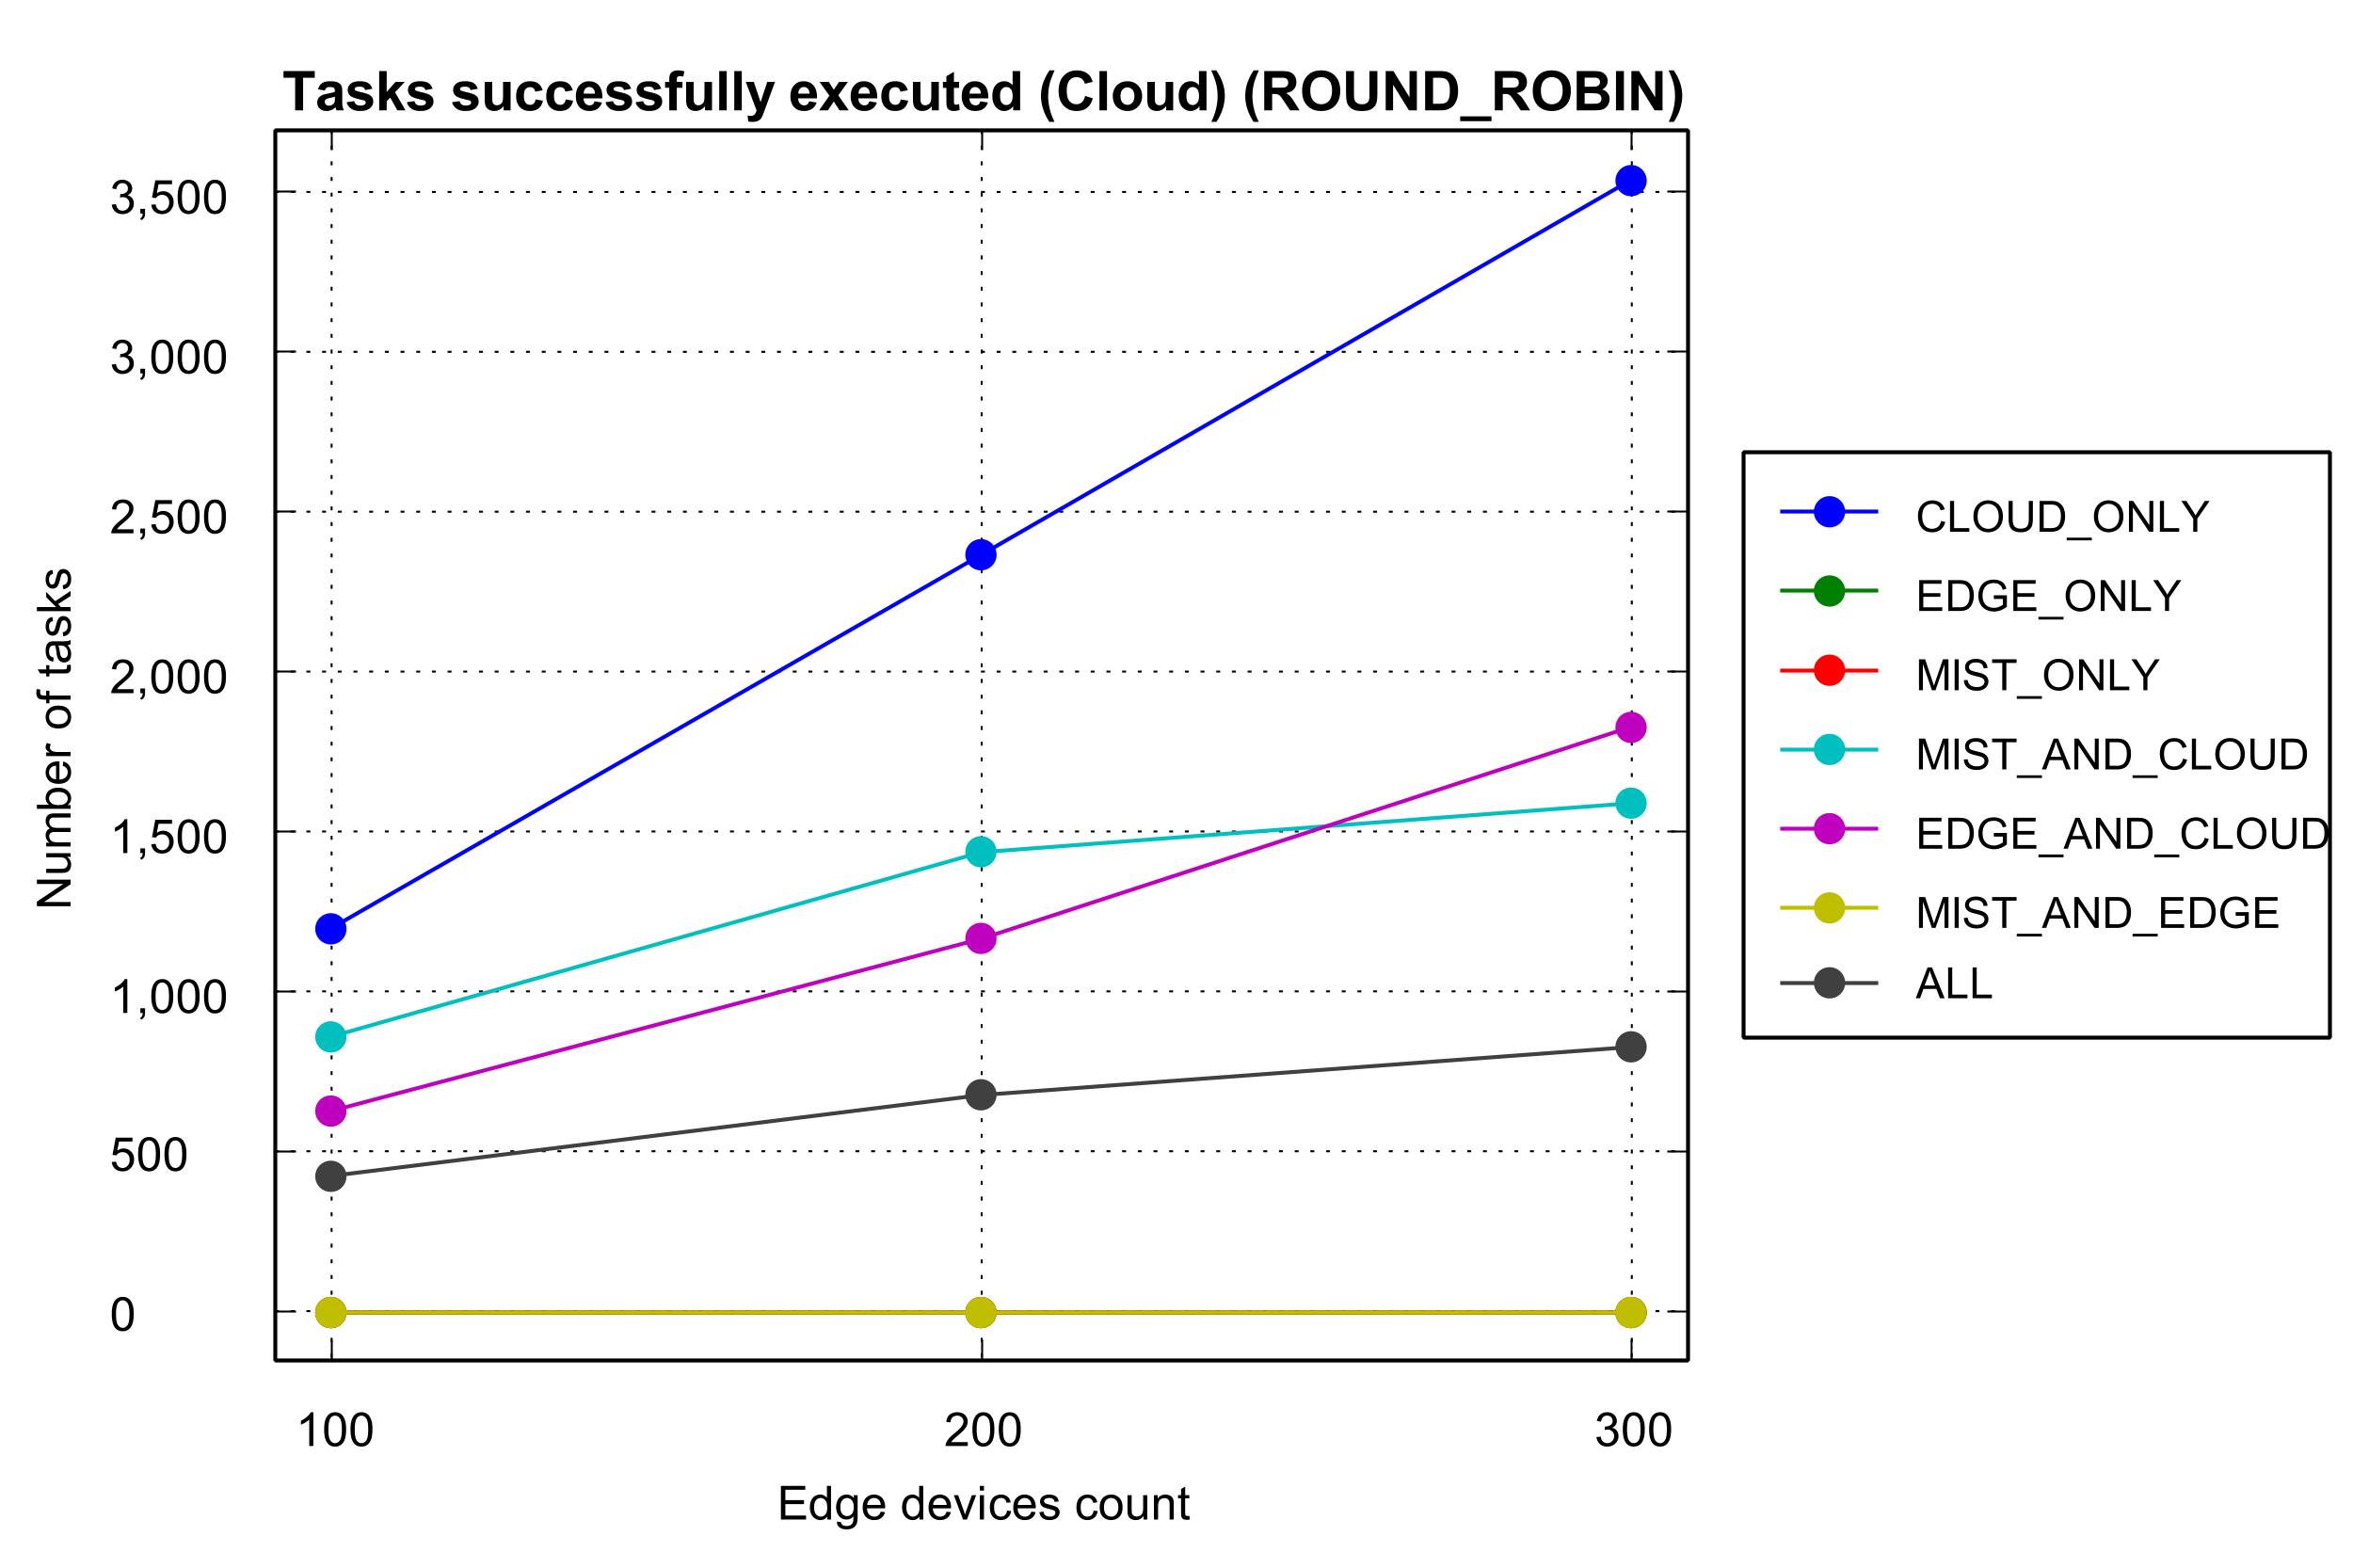 Tasks successfully executed (Cloud) (ROUND_ROBIN)
3,500
3,000
2,500
2,000
1,500
1,000
500
0
Number of tasks
100 200 300
Edge devices count
CLOUD_ONLY
EDGE_ONLY
MIST_ONLY
MIST_AND_CLOUD
EDGE_AND_CLOUD
MIST_AND_EDGE
ALL